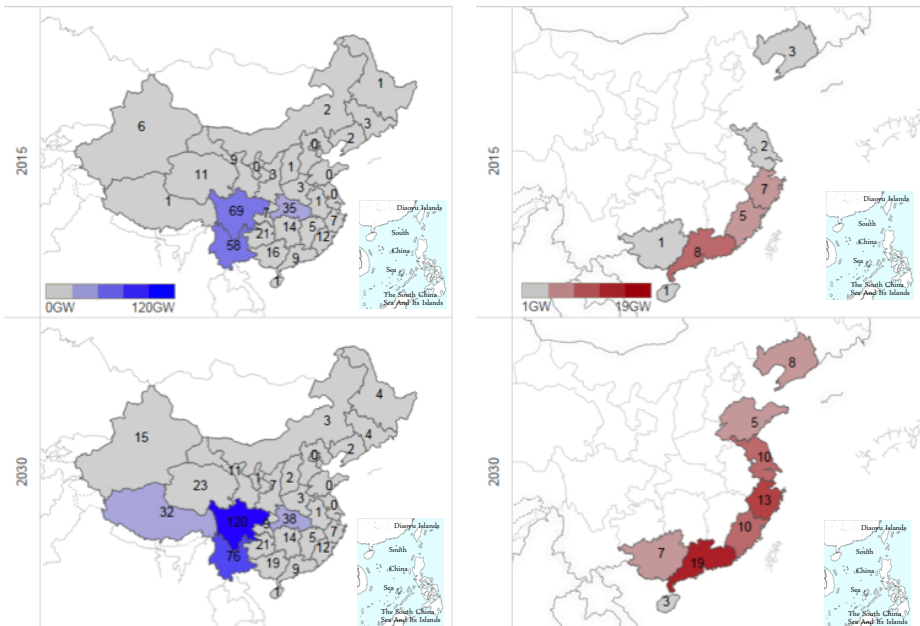 2015
6
1
2
3
2
0
9
0
3
1
0
11
3
1
0
1
69
35
7
58
21
14
5
12
16
9
1
0GW
120GW
Diaoyu Islands
South
China
Sea
The South China
Sea And Its Islands
2015
3
2
7
5
1
8
1
1GW
19GW
Diaoyu Islands
South
China
Sea
The South China
Sea And Its Islands
2030
15
4
3
4
2
0
11
1
7
2
0
23
3
1
0
32
120
38
7
76
21
14
5
12
19
9
1
Diaoyu Islands
South
China
Sea
The South China
Sea And Its Islands
2030
8
5
10
13
10
7
19
3
Diaoyu Islands
South
China
Sea
The South China
Sea And Its Islands